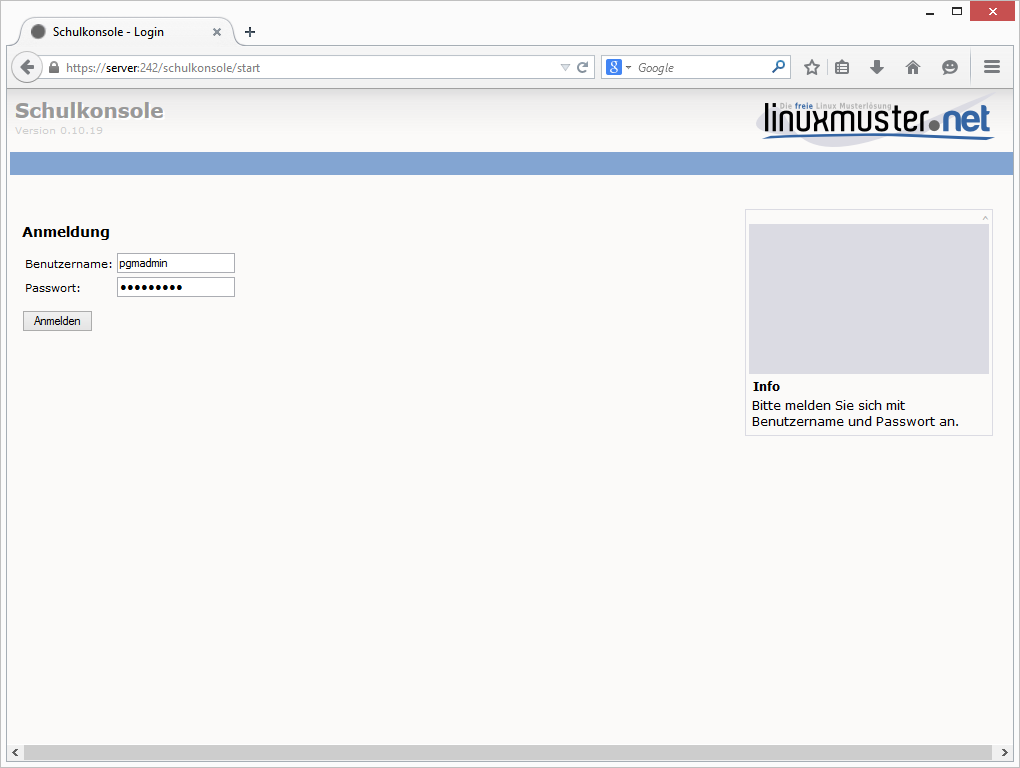 Schulkonsole - Login
https://server:242/schulkonsole/start
8
Google
Schulkonsole
Version 0.10.19
Die freie Linux Musterlösung
linuxmuster.net
Anmeldung
Benutzername: pgmadmin
Passwort: •••••••••
Anmelden
Info
Bitte melden Sie sich mit
Benutzername und Passwort an.